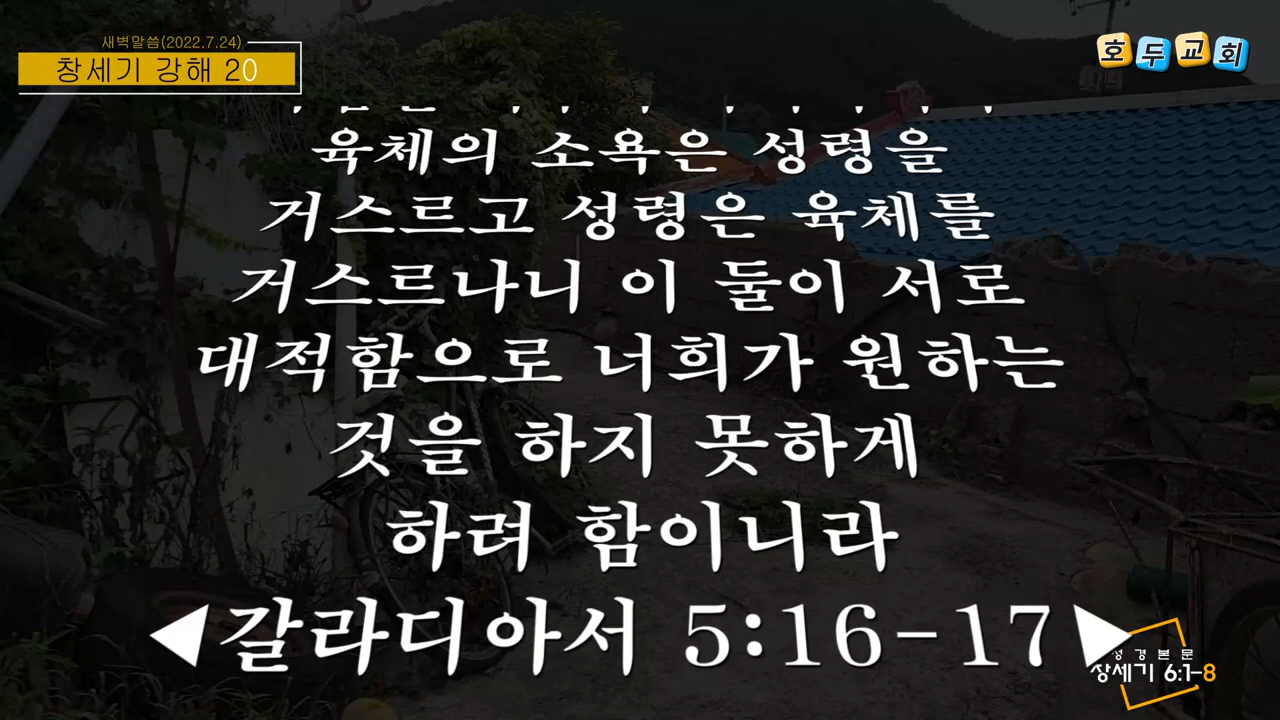 새벽말씀(2022.7.24)
창세기 강해 20
호두교회
육체의 소욕은 성령을
거스르고 성령은 육체를
거스르나니 이 둘이 서로
대적함으로 너희가 원하는
것을 하지 못하게
하려 함이니라
◀갈라디아서 5:16-17▶
성경본문
창세기 6:1-8